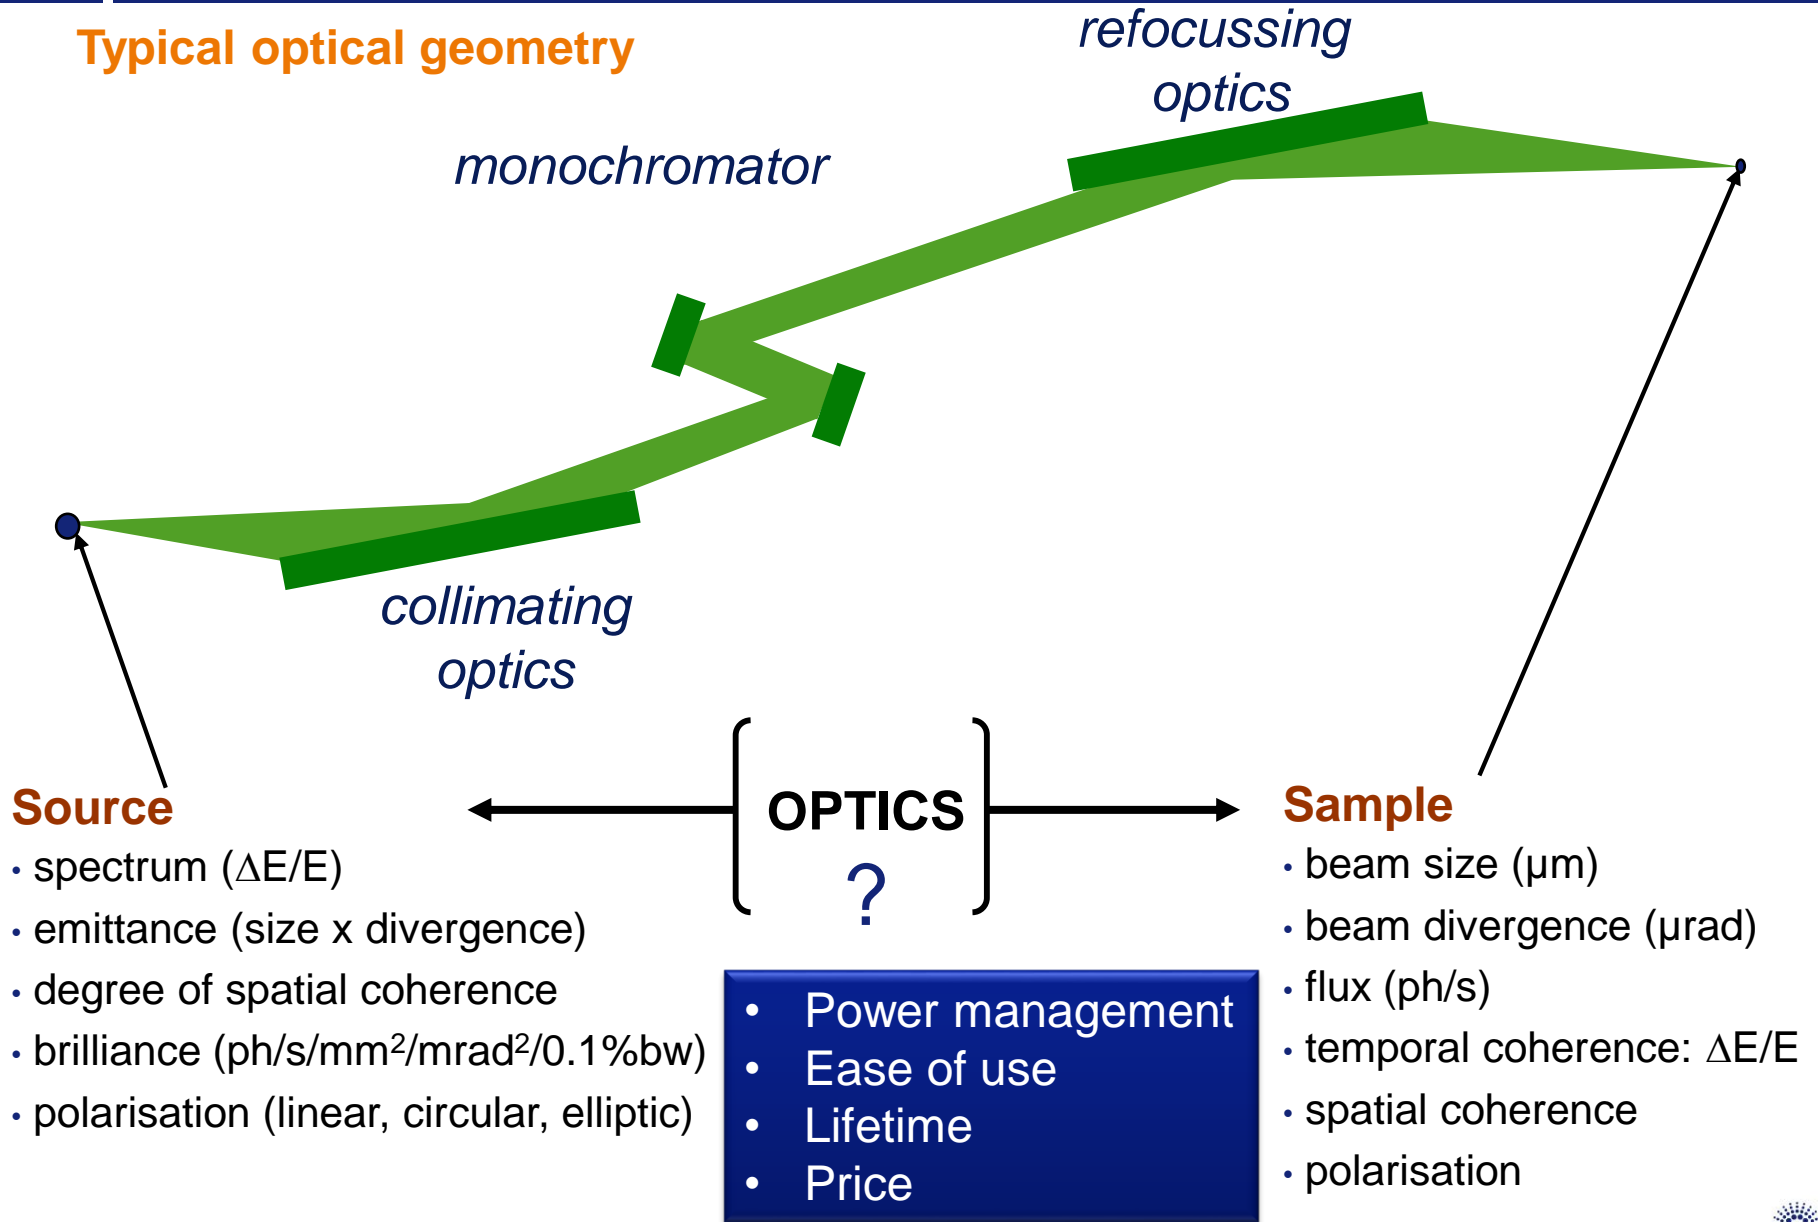 Typical optical geometry
refocussing
optics
monochromator
collimating
optics
OPTICS
?
Source
• spectrum (ΔE/E)
• emittance (size x divergence)
• degree of spatial coherence
• brilliance (ph/s/mm²/mrad²/0.1%bw)
• polarisation (linear, circular, elliptic)
• Power management
• Ease of use
• Lifetime
• Price
Sample
• beam size (µm)
• beam divergence (µrad)
• flux (ph/s)
• temporal coherence: ΔE/E
• spatial coherence
• polarisation